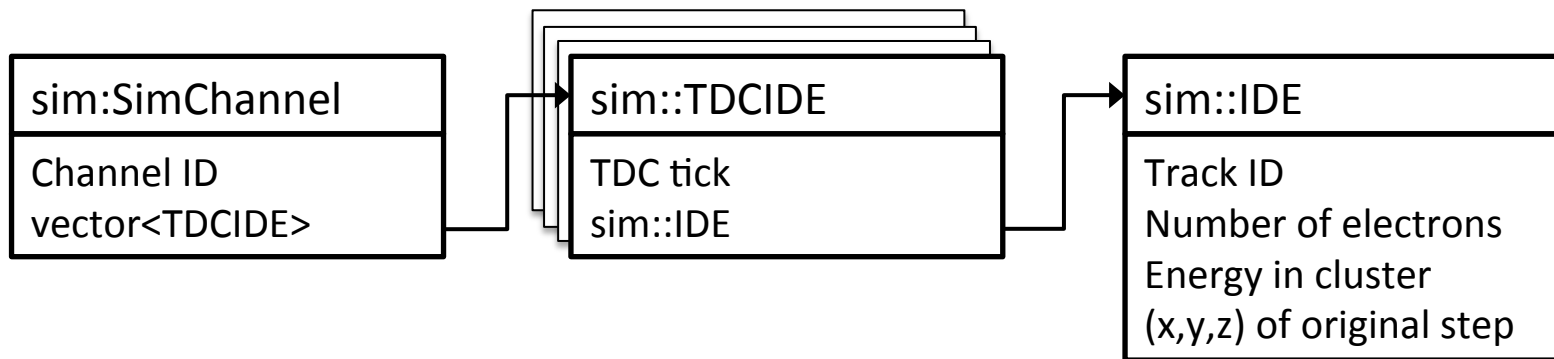 sim:SimChannel
Channel ID
vector<TDCIDE>
sim::TDCIDE
TDC tick
sim::IDE
sim::IDE
Track ID
Number of electrons
Energy in cluster
(x,y,z) of original step